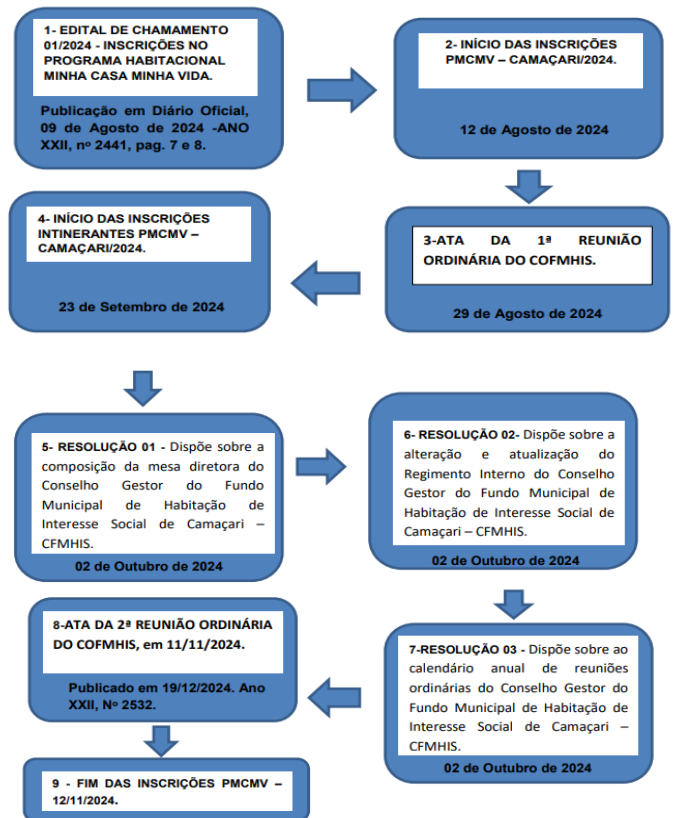 1- EDITAL DE CHAMAMENTO
01/2024 - INSCRIÇÕES NO
PROGRAMA HABITACIONAL
MINHA CASA MINHA VIDA.
Publicação em Diário Oficial,
09 de Agosto de 2024 -ANO
XXII, nº 2441, pag. 7 e 8.
2- INÍCIO DAS INSCRIÇÕES
PMCMV – CAMAÇARI/2024.
12 de Agosto de 2024
3-ATA DA 1ª REUNIÃO
ORDINÁRIA DO COFMHIS.
29 de Agosto de 2024
4- INÍCIO DAS INSCRIÇÕES
INTINERANTES PMCMV –
CAMAÇARI/2024.
23 de Setembro de 2024
5- RESOLUÇÃO 01 - Dispõe sobre a
composição da mesa diretora do
Conselho Gestor do Fundo
Municipal de Habitação de
Interesse Social de Camaçari –
CFMHIS.
02 de Outubro de 2024
6- RESOLUÇÃO 02- Dispõe sobre a
alteração e atualização do
Regimento Interno do Conselho
Gestor do Fundo Municipal de
Habitação de Interesse Social de
Camaçari – CFMHIS.
02 de Outubro de 2024
7-RESOLUÇÃO 03 - Dispõe sobre ao
calendário anual de reuniões
ordinárias do Conselho Gestor do
Fundo Municipal de Habitação de
Interesse Social de Camaçari –
CFMHIS.
02 de Outubro de 2024
8-ATA DA 2ª REUNIÃO ORDINÁRIA
DO COFMHIS, em 11/11/2024.
Publicado em 19/12/2024. Ano
XXII, Nº 2532.
9 - FIM DAS INSCRIÇÕES PMCMV –
12/11/2024.